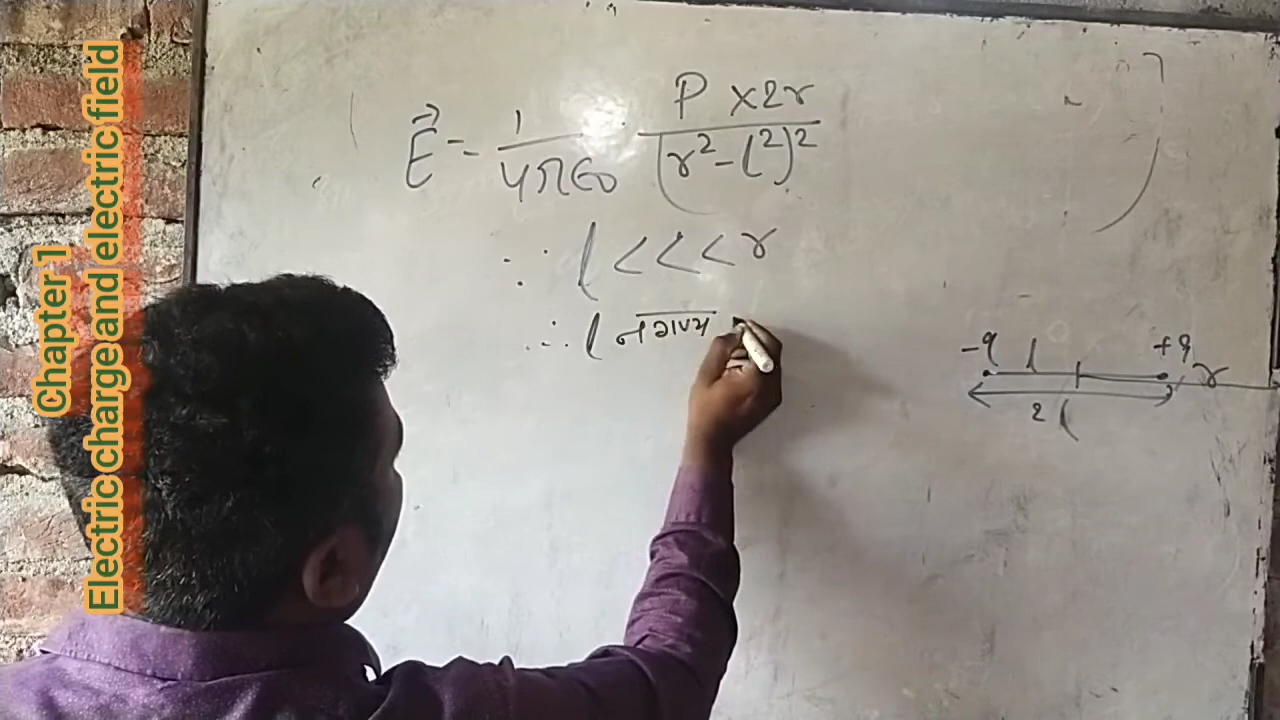 Chapter 1
Electric charge and electric field
E⃗ = 1/4πε0 · P × 2r/(r² - l²)²
∵ l <<< r
∴ l नगण्य
-q l +q r
2l